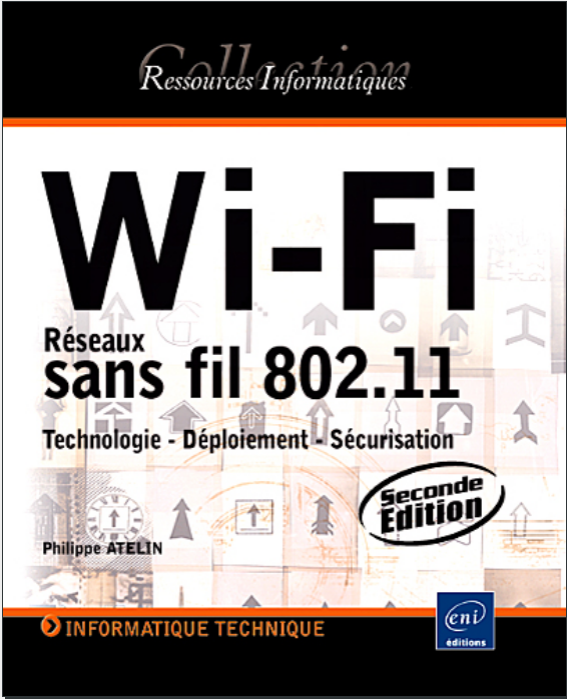 Collection
Ressources Informatiques
Wi-Fi
Réseaux
sans fil 802.11
Technologie - Déploiement - Sécurisation
Seconde
Édition
Philippe ATELIN
INFORMATIQUE TECHNIQUE
eni
éditions